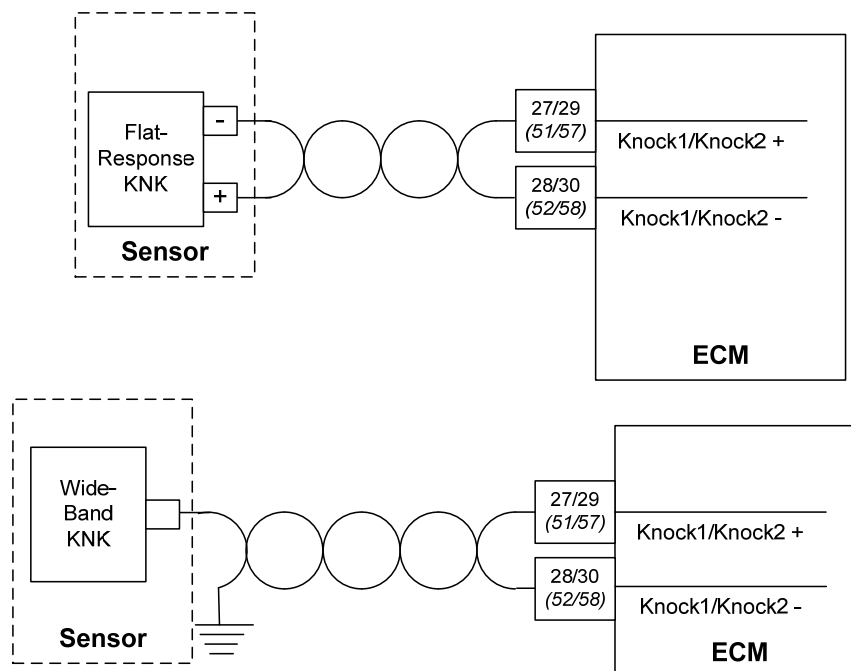 Flat-
Response
KNK
-
+
Sensor
27/29
(51/57)
28/30
(52/58)
Knock1/Knock2 +
Knock1/Knock2 -
ECM
Wide-
Band
KNK
Sensor
27/29
(51/57)
28/30
(52/58)
Knock1/Knock2 +
Knock1/Knock2 -
ECM